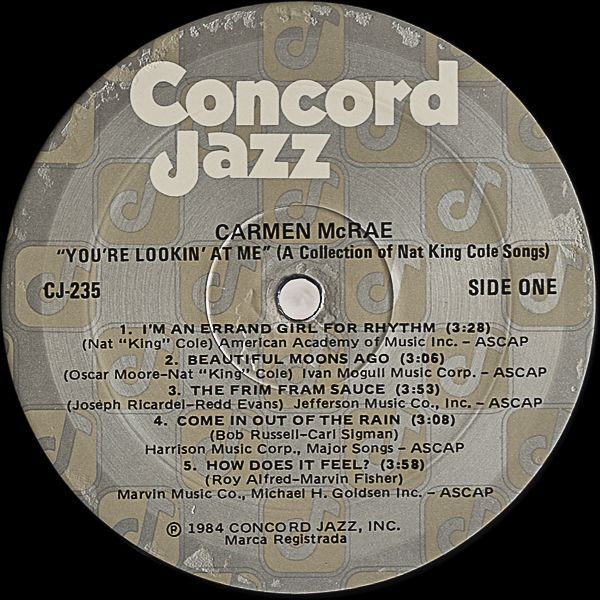 Concord
Jazz
CARMEN McRAE
"YOU'RE LOOKIN' AT ME" (A Collection of Nat King Cole Songs)
CJ-235 SIDE ONE
1. I'M AN ERRAND GIRL FOR RHYTHM (3:28)
(Nat "King" Cole) American Academy of Music Inc. – ASCAP
2. BEAUTIFUL MOONS AGO (3:06)
(Oscar Moore–Nat "King" Cole) Ivan Mogull Music Corp. – ASCAP
3. THE FRIM FRAM SAUCE (3:53)
(Joseph Ricardel-Redd Evans) Jefferson Music Co., Inc. – ASCAP
4. COME IN OUT OF THE RAIN (3:08)
(Bob Russell–Carl Sigman)
Harrison Music Corp., Major Songs – ASCAP
5. HOW DOES IT FEEL? (3:58)
(Roy Alfred–Marvin Fisher)
Marvin Music Co., Michael H. Goldsen Inc. – ASCAP
℗ 1984 CONCORD JAZZ, INC.
Marca Registrada